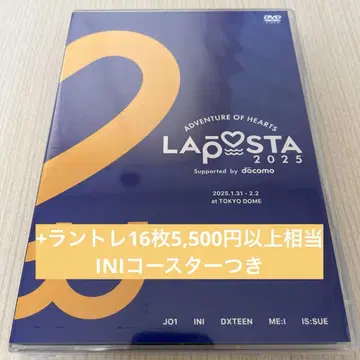 DVD
VIDEO
ADVENTURE OF HEARTS
LAPOSTA
2025
Supported by döcomo
2025.1.31 - 2.2
at TOKYO DOME
+ラントレ16枚5,500円以上相当
INIコースターつき
JO1 INI DXTEEN ME:I IS:SUE